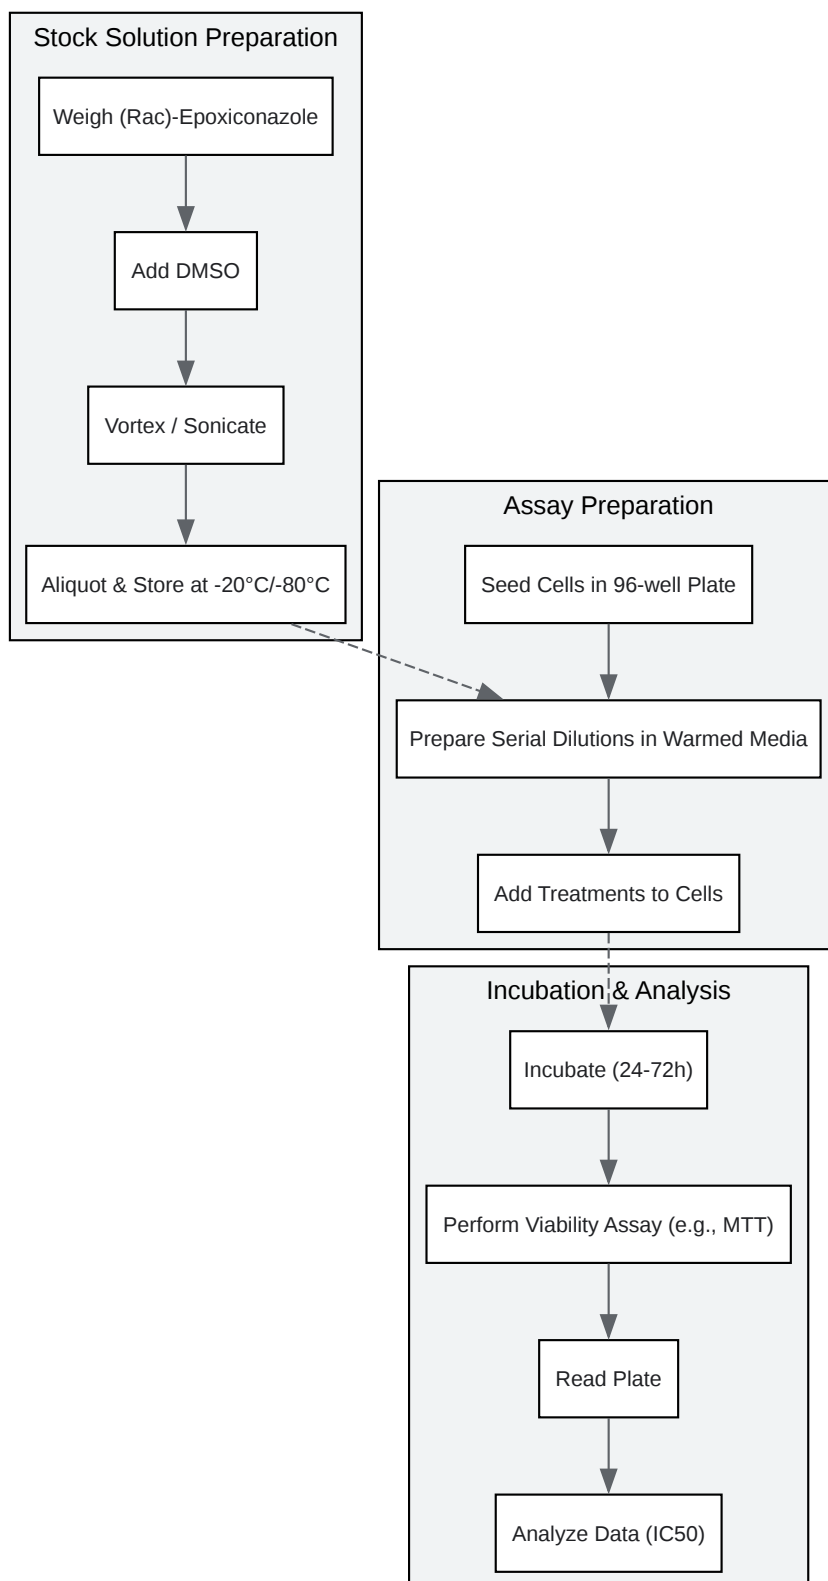 Stock Solution Preparation
Weigh (Rac)-Epoxiconazole
Add DMSO
Vortex / Sonicate
Aliquot & Store at -20°C/-80°C
Assay Preparation
Seed Cells in 96-well Plate
Prepare Serial Dilutions in Warmed Media
Add Treatments to Cells
Incubation & Analysis
Incubate (24-72h)
Perform Viability Assay (e.g., MTT)
Read Plate
Analyze Data (IC50)